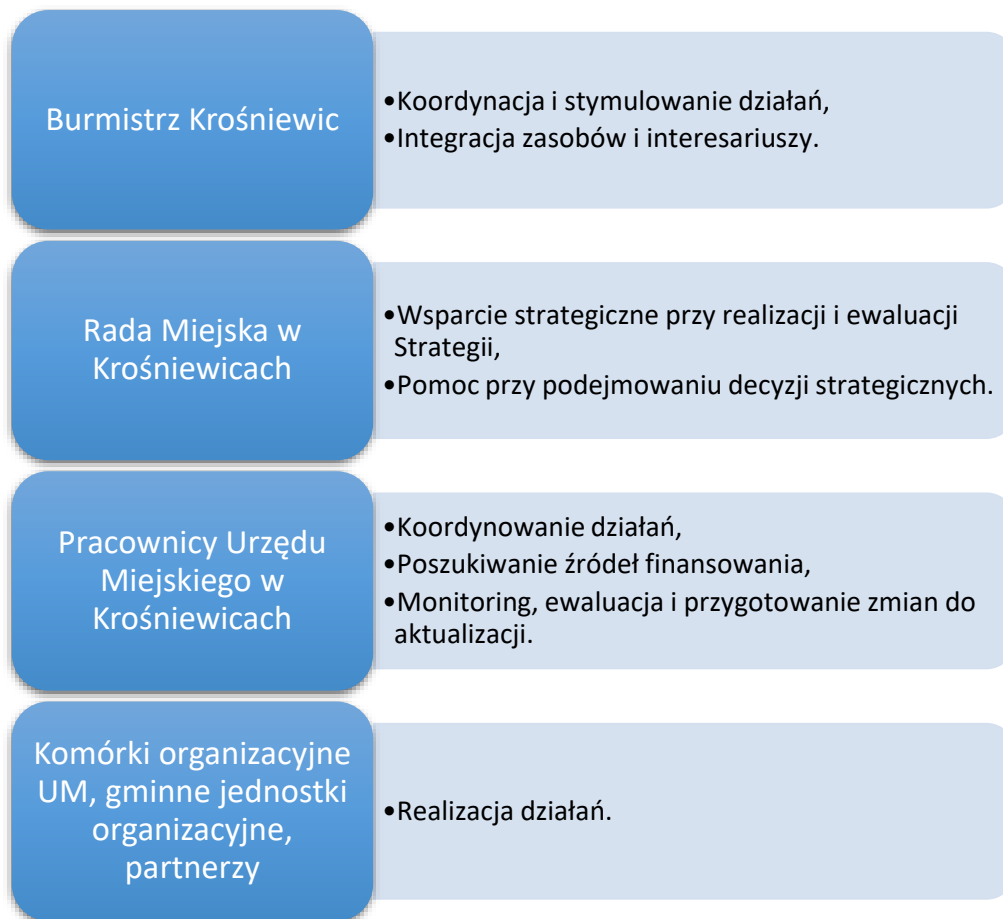 Burmistrz Krośniewic
•Koordynacja i stymulowanie działań,
•Integracja zasobów i interesariuszy.
Rada Miejska w
Krośniewicach
•Wsparcie strategiczne przy realizacji i ewaluacji
Strategii,
•Pomoc przy podejmowaniu decyzji strategicznych.
Pracownicy Urzędu
Miejskiego w
Krośniewicach
•Koordynowanie działań,
•Poszukiwanie źródeł finansowania,
•Monitoring, ewaluacja i przygotowanie zmian do
aktualizacji.
Komórki organizacyjne
UM, gminne jednostki
organizacyjne,
partnerzy
•Realizacja działań.